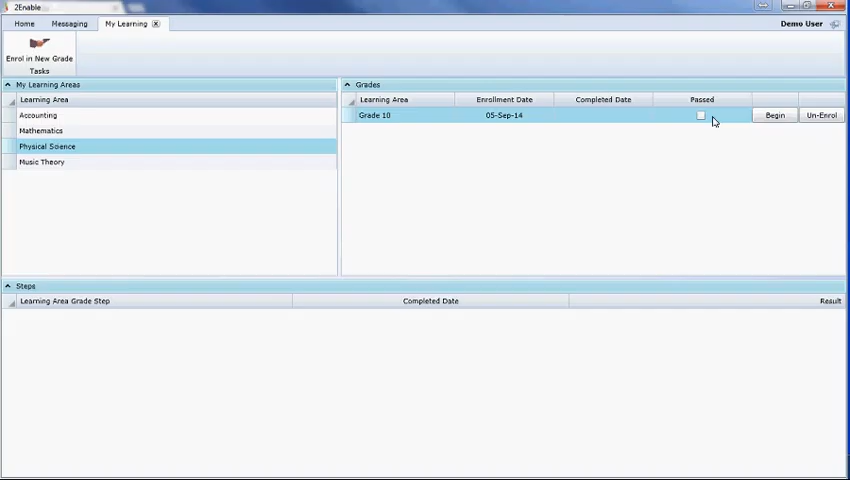 2Enable
Home Messaging My Learning Demo User
Enrol in New Grade
Tasks
My Learning Areas
Learning Area
Accounting
Mathematics
Physical Science
Music Theory
Grades
Learning Area Enrollment Date Completed Date Passed
Grade 10 05-Sep-14 Begin Un-Enrol
Steps
Learning Area Grade Step Completed Date Result